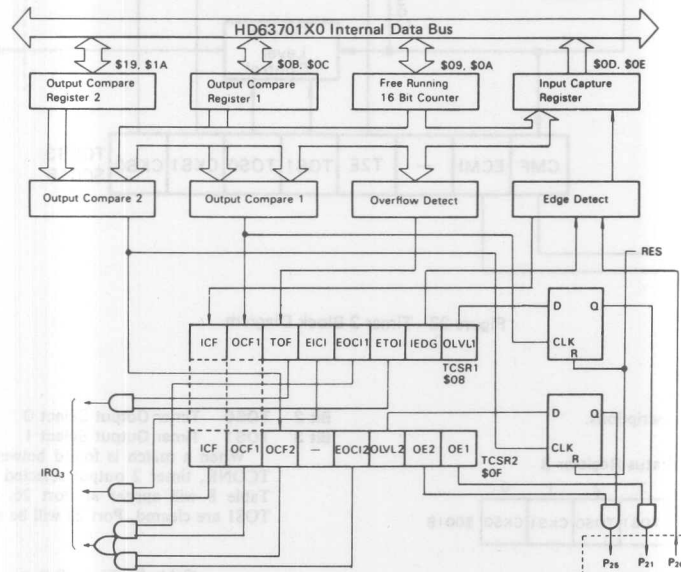 HD63701X0 Internal Data Bus
$19, $1A
$0B, $0C
$09, $0A
$0D, $0E
Output Compare
Register 2
Output Compare
Register 1
Free Running
16 Bit Counter
Input Capture
Register
Output Compare 2
Output Compare 1
Overflow Detect
Edge Detect
RES
D Q
CLK
R
ICF OCF1 TOF EICI EOCI1 ETOI IEDG OLVL1
TCSR1
$08
D Q
CLK
R
ICF OCF1 OCF2 — EOCI2 OLVL2 OE2 OE1
TCSR2
$0F
IRQ3
P25 P21 P20